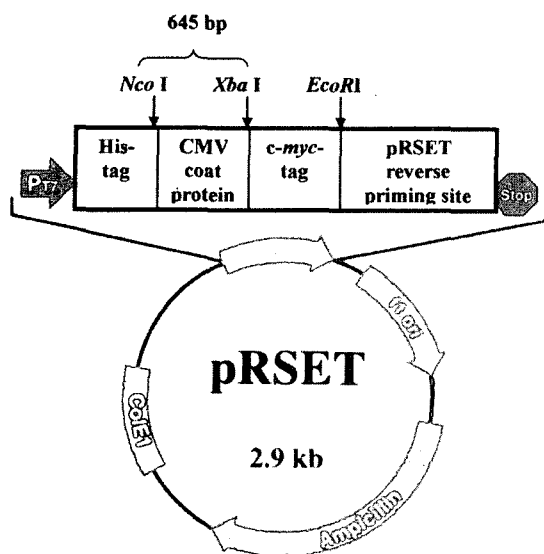 645 bp
Nco I Xba I EcoRI
His-tag
CMV coat protein
c-myc-tag
pRSET reverse priming site
PT7
Stop
f1 ori
pRSET
2.9 kb
ColE1
Ampicillin